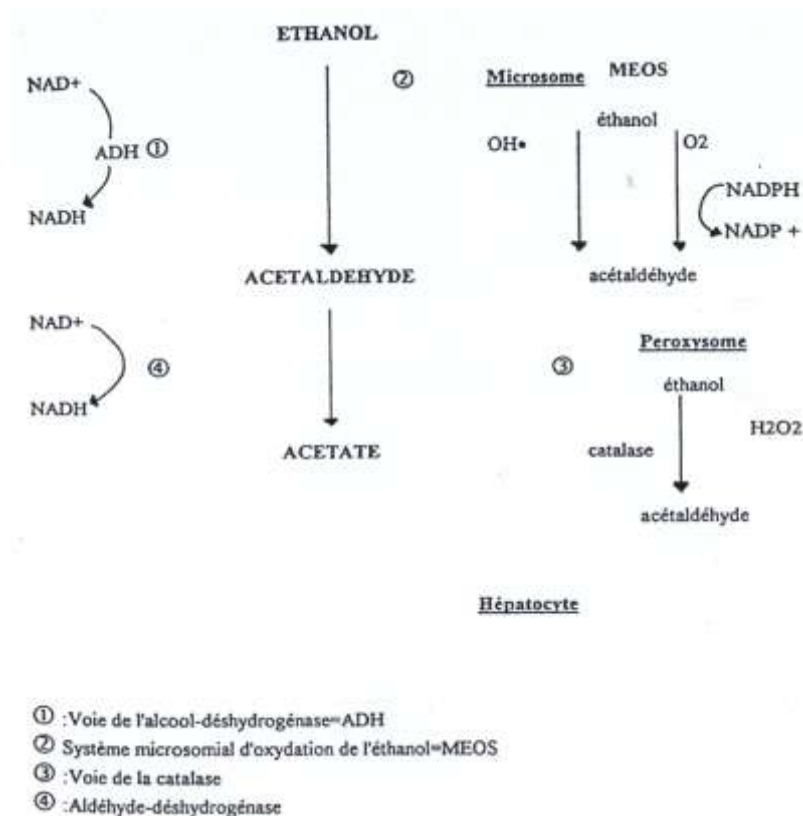 ETHANOL
NAD+
ADH ①
NADH
②
Microsome MEOS
éthanol
OH•
O2
NADPH
NADP +
ACETALDEHYDE
acétaldéhyde
NAD+
④
NADH
ACETATE
③
Peroxysome
éthanol
H2O2
catalase
acétaldéhyde
Hépatocyte
① :Voie de l'alcool-déshydrogénase=ADH
② Système microsomial d'oxydation de l'éthanol=MEOS
③ :Voie de la catalase
④ :Aldéhyde-déshydrogénase